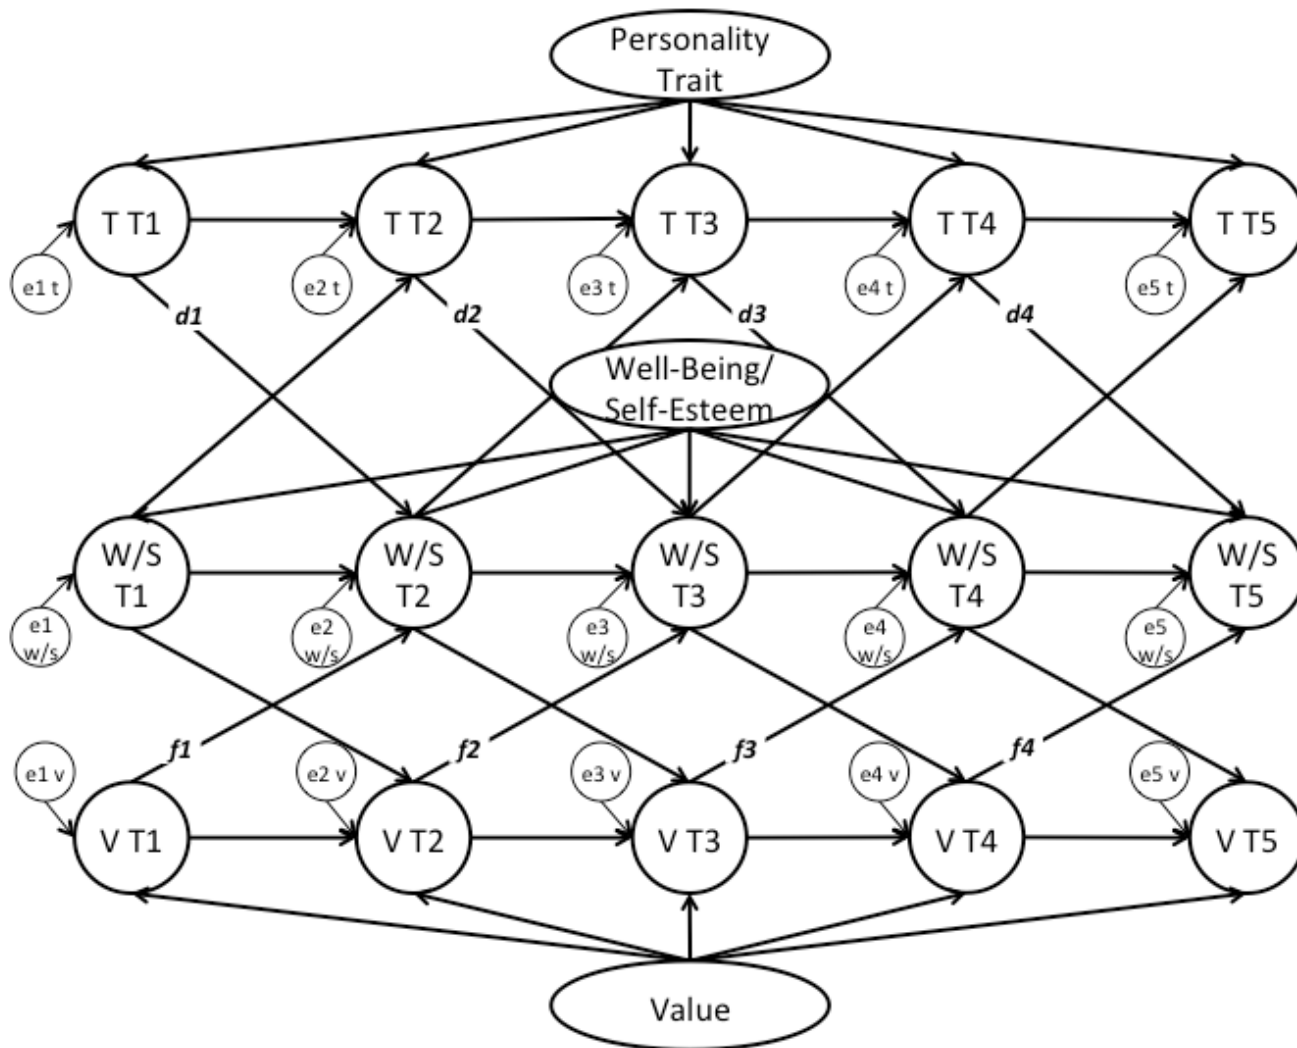 Personality
Trait
T T1
T T2
T T3
T T4
T T5
e1 t
e2 t
e3 t
e4 t
e5 t
d1
d2
d3
d4
Well-Being/
Self-Esteem
W/S
T1
W/S
T2
W/S
T3
W/S
T4
W/S
T5
e1
w/s
e2
w/s
e3
w/s
e4
w/s
e5
w/s
f1
f2
f3
f4
e1 v
e2 v
e3 v
e4 v
e5 v
V T1
V T2
V T3
V T4
V T5
Value